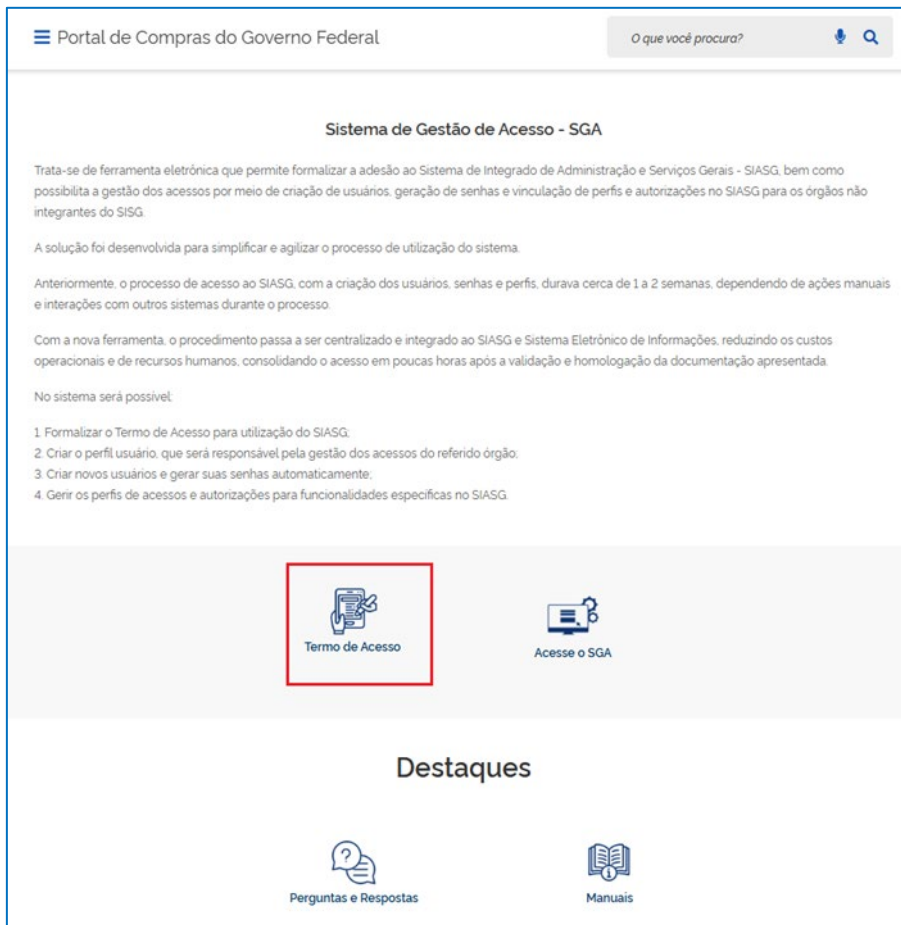 Portal de Compras do Governo Federal
O que você procura?
Sistema de Gestão de Acesso - SGA
Trata-se de ferramenta eletrônica que permite formalizar a adesão ao Sistema de Integrado de Administração e Serviços Gerais - SIASG, bem como
possibilita a gestão dos acessos por meio de criação de usuários, geração de senhas e vinculação de perfis e autorizações no SIASG para os órgãos não
integrantes do SISG.
A solução foi desenvolvida para simplificar e agilizar o processo de utilização do sistema.
Anteriormente, o processo de acesso ao SIASG, com a criação dos usuários, senhas e perfis, durava cerca de 1 a 2 semanas, dependendo de ações manuais
e interações com outros sistemas durante o processo.
Com a nova ferramenta, o procedimento passa a ser centralizado e integrado ao SIASG e Sistema Eletrônico de Informações, reduzindo os custos
operacionais e de recursos humanos, consolidando o acesso em poucas horas após a validação e homologação da documentação apresentada.
No sistema será possível:
1. Formalizar o Termo de Acesso para utilização do SIASG;
2. Criar o perfil usuário, que será responsável pela gestão dos acessos do referido órgão;
3. Criar novos usuários e gerar suas senhas automaticamente;
4. Gerir os perfis de acessos e autorizações para funcionalidades específicas no SIASG.
Termo de Acesso
Acesse o SGA
Destaques
Perguntas e Respostas
Manuais